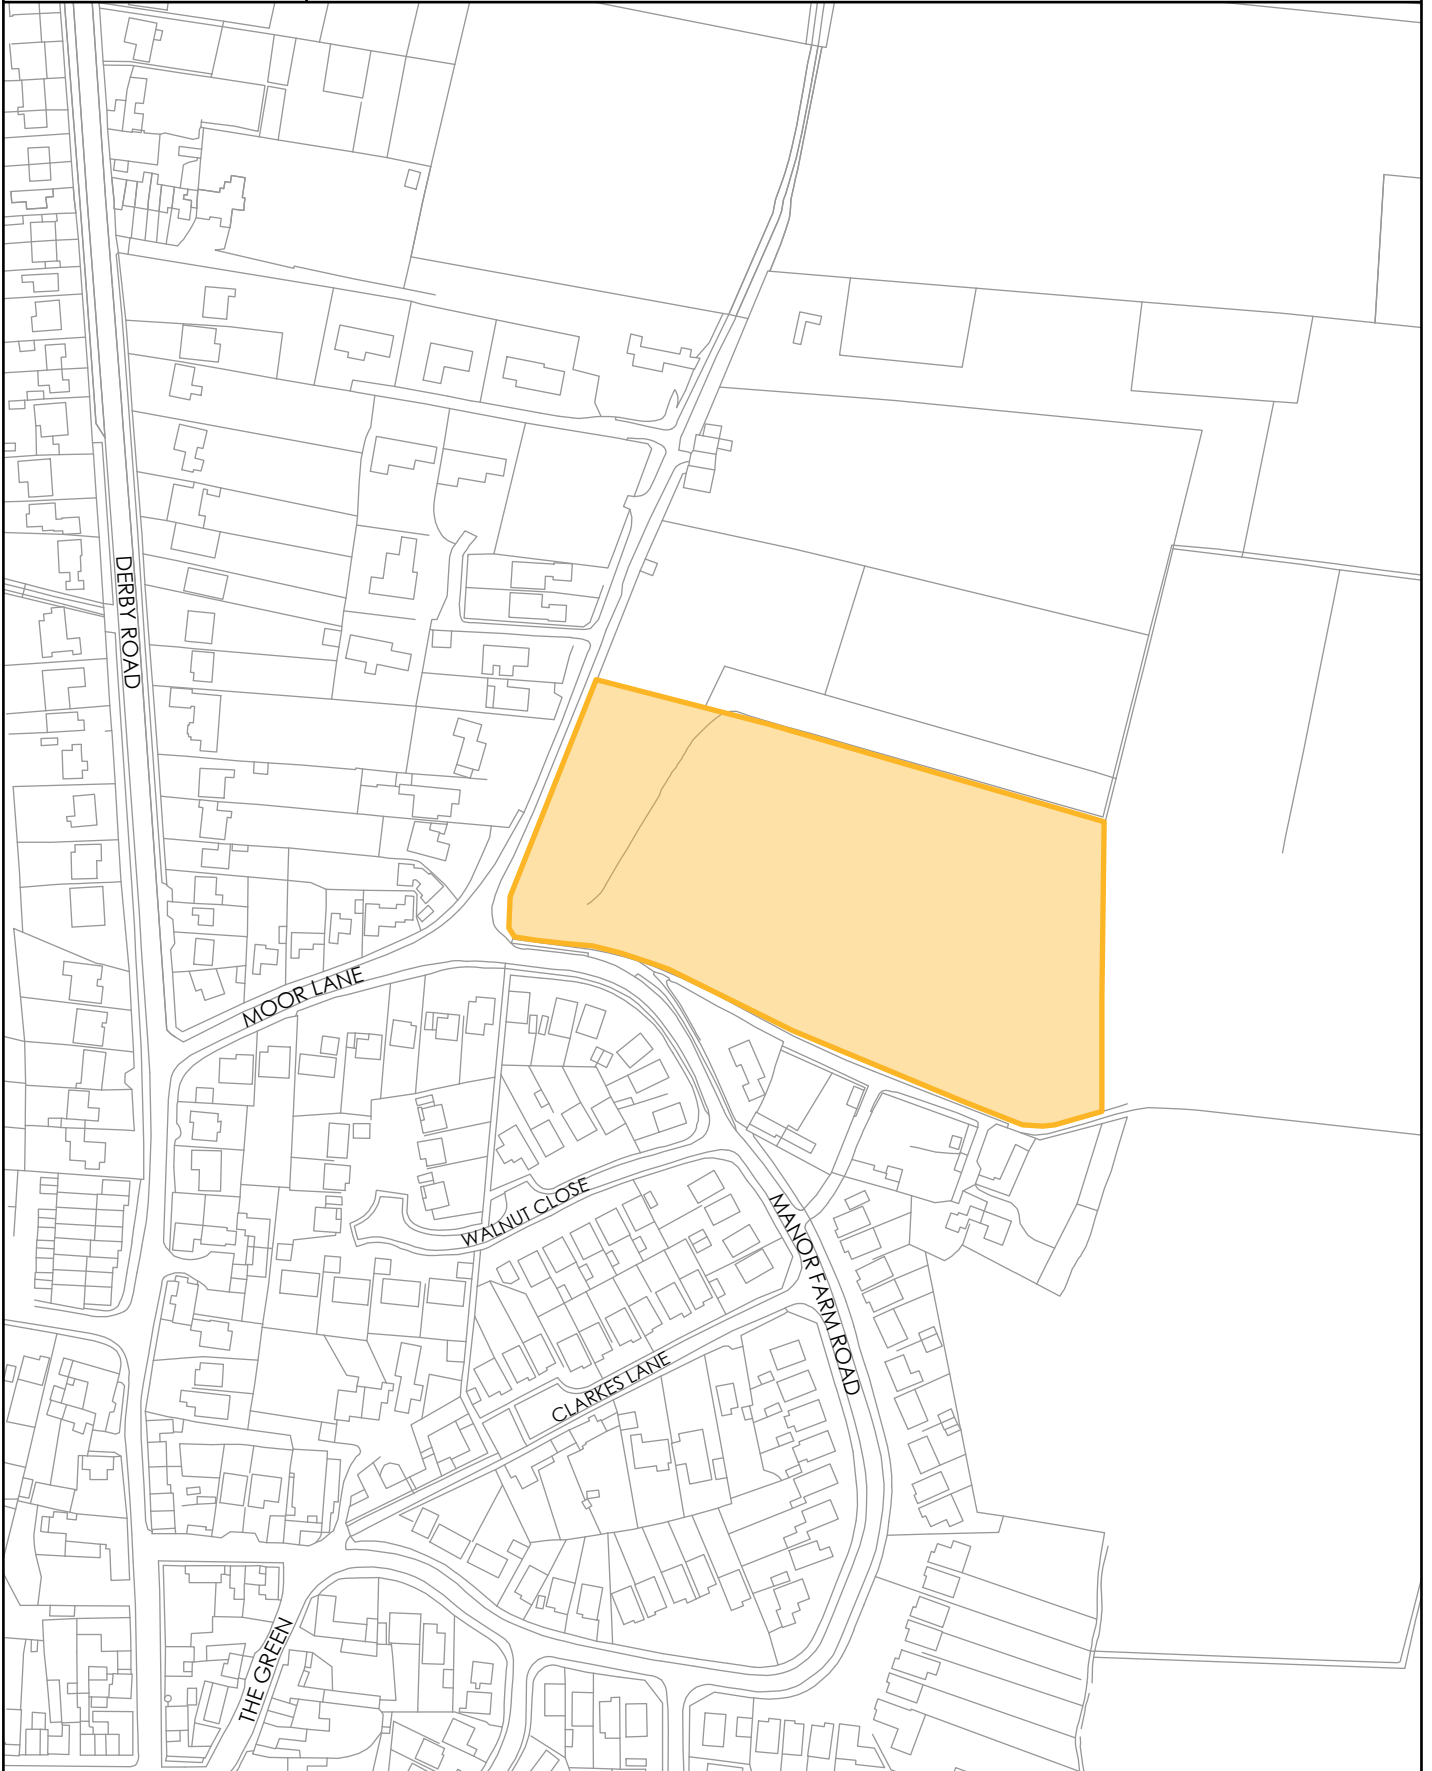 DERBY ROAD
MOOR LANE
WALNUT CLOSE
MANOR FARM ROAD
CLARKES LANE
THE GREEN